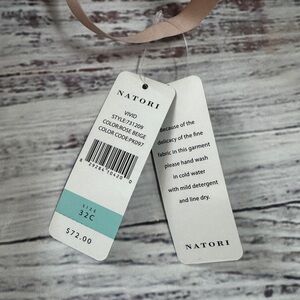 NATORI
VIVID
STYLE:731209
COLOR:ROSE BEIGE
COLOR CODE:PK097
SIZE
32C
$72.00
Because of the
delicacy of the fine
fabric in this garment
please hand wash
in cold water
with mild detergent
and line dry.
NATORI